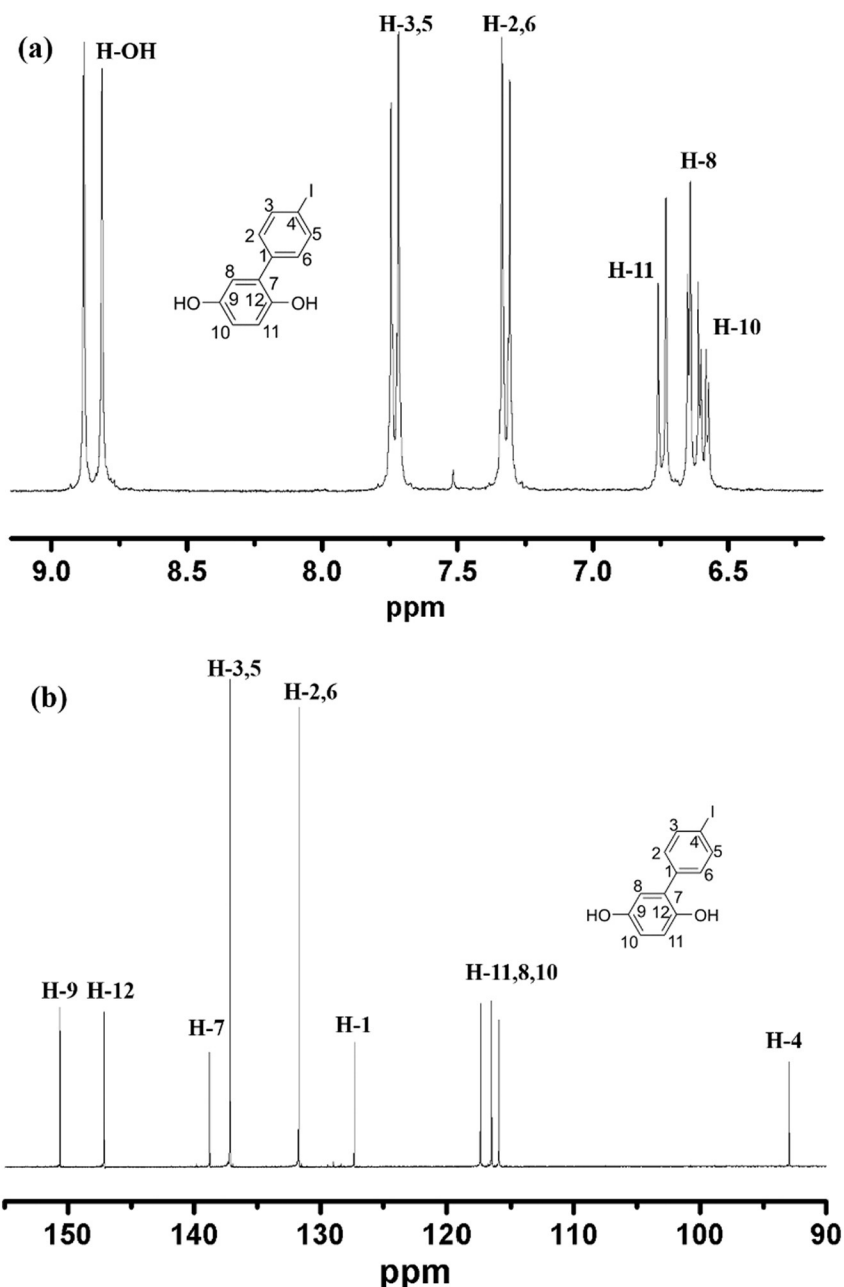 (a)
H-OH
H-3,5
H-2,6
H-8
H-11
H-10
I
3
4
5
2
6
1
8
7
HO 9 12 OH
10 11
9.0 8.5 8.0 7.5 7.0 6.5
ppm
(b)
H-3,5
H-2,6
H-9 H-12
H-7
H-1
H-11,8,10
H-4
I
3
4
5
2
6
1
8
7
HO 9 12 OH
10 11
150 140 130 120 110 100 90
ppm